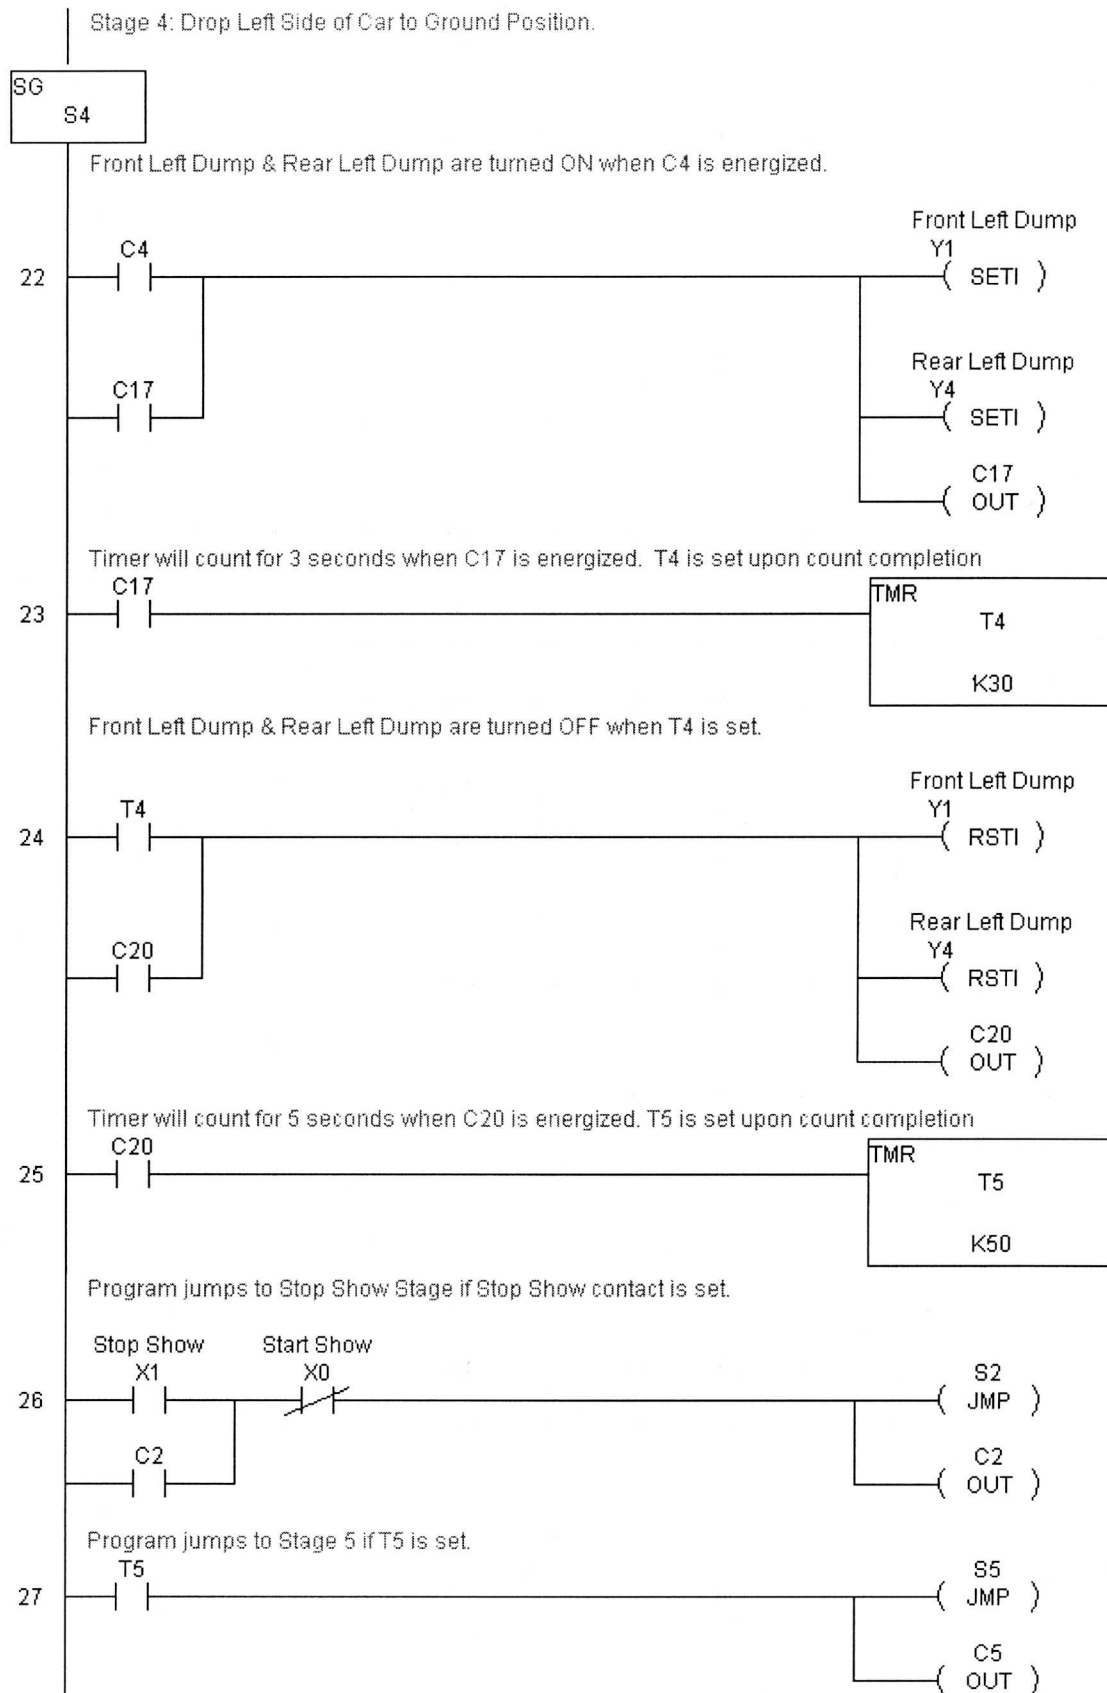 Stage 4: Drop Left Side of Car to Ground Position.
SG
S4
Front Left Dump & Rear Left Dump are turned ON when C4 is energized.
Front Left Dump
C4
Y1
22
SETI
Rear Left Dump
C17
Y4
SETI
C17
OUT
Timer will count for 3 seconds when C17 is energized. T4 is set upon count completion
C17
TMR
23
T4
K30
Front Left Dump & Rear Left Dump are turned OFF when T4 is set.
Front Left Dump
T4
Y1
24
RSTI
Rear Left Dump
C20
Y4
RSTI
C20
OUT
Timer will count for 5 seconds when C20 is energized. T5 is set upon count completion
C20
TMR
25
T5
K50
Program jumps to Stop Show Stage if Stop Show contact is set.
Stop Show
Start Show
X1
X0
S2
26
JMP
C2
C2
OUT
Program jumps to Stage 5 if T5 is set.
T5
S5
27
JMP
C5
OUT